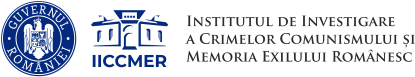 GUVERNUL
ROMÂNIEI
IICCMER
Institutul de Investigare
a Crimelor Comunismului și
Memoria Exilului Românesc